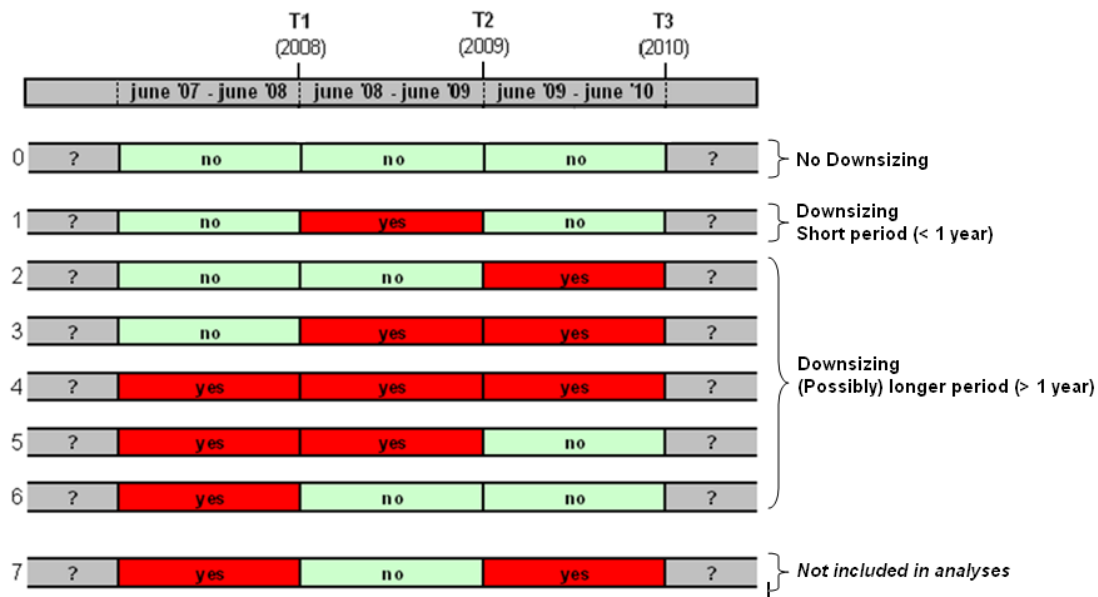 T1 T2 T3
(2008) (2009) (2010)
june '07 - june '08 june '08 - june '09 june '09 - june '10
0 ? no no no ? No Downsizing
1 ? no yes no ? Downsizing
Short period (< 1 year)
2 ? no no yes ?
3 ? no yes yes ?
Downsizing
4 ? yes yes yes ? (Possibly) longer period (> 1 year)
5 ? yes yes no ?
6 ? yes no no ?
7 ? yes no yes ? Not included in analyses